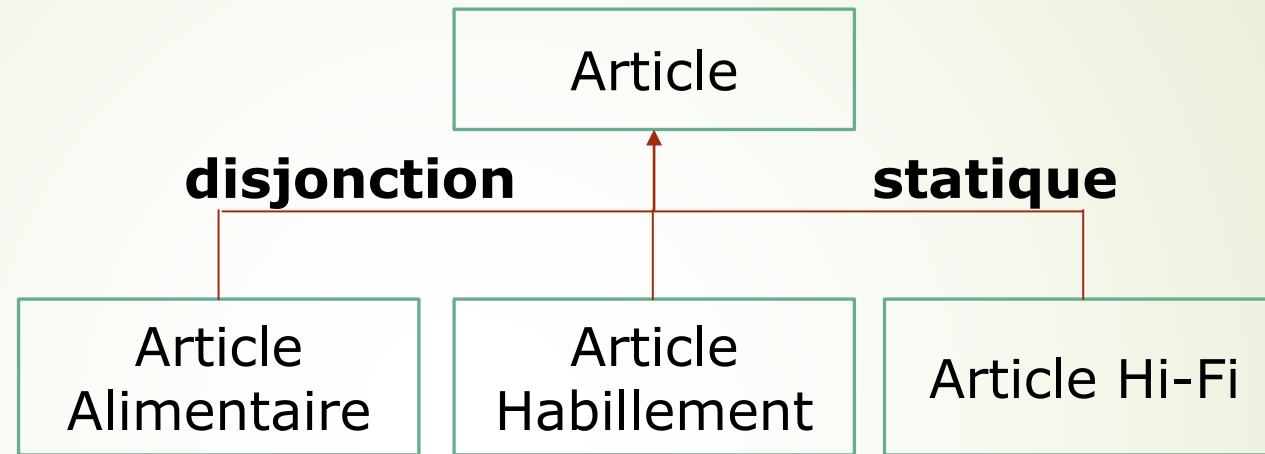 Article
disjonction
statique
Article
Alimentaire
Article
Habillement
Article Hi-Fi